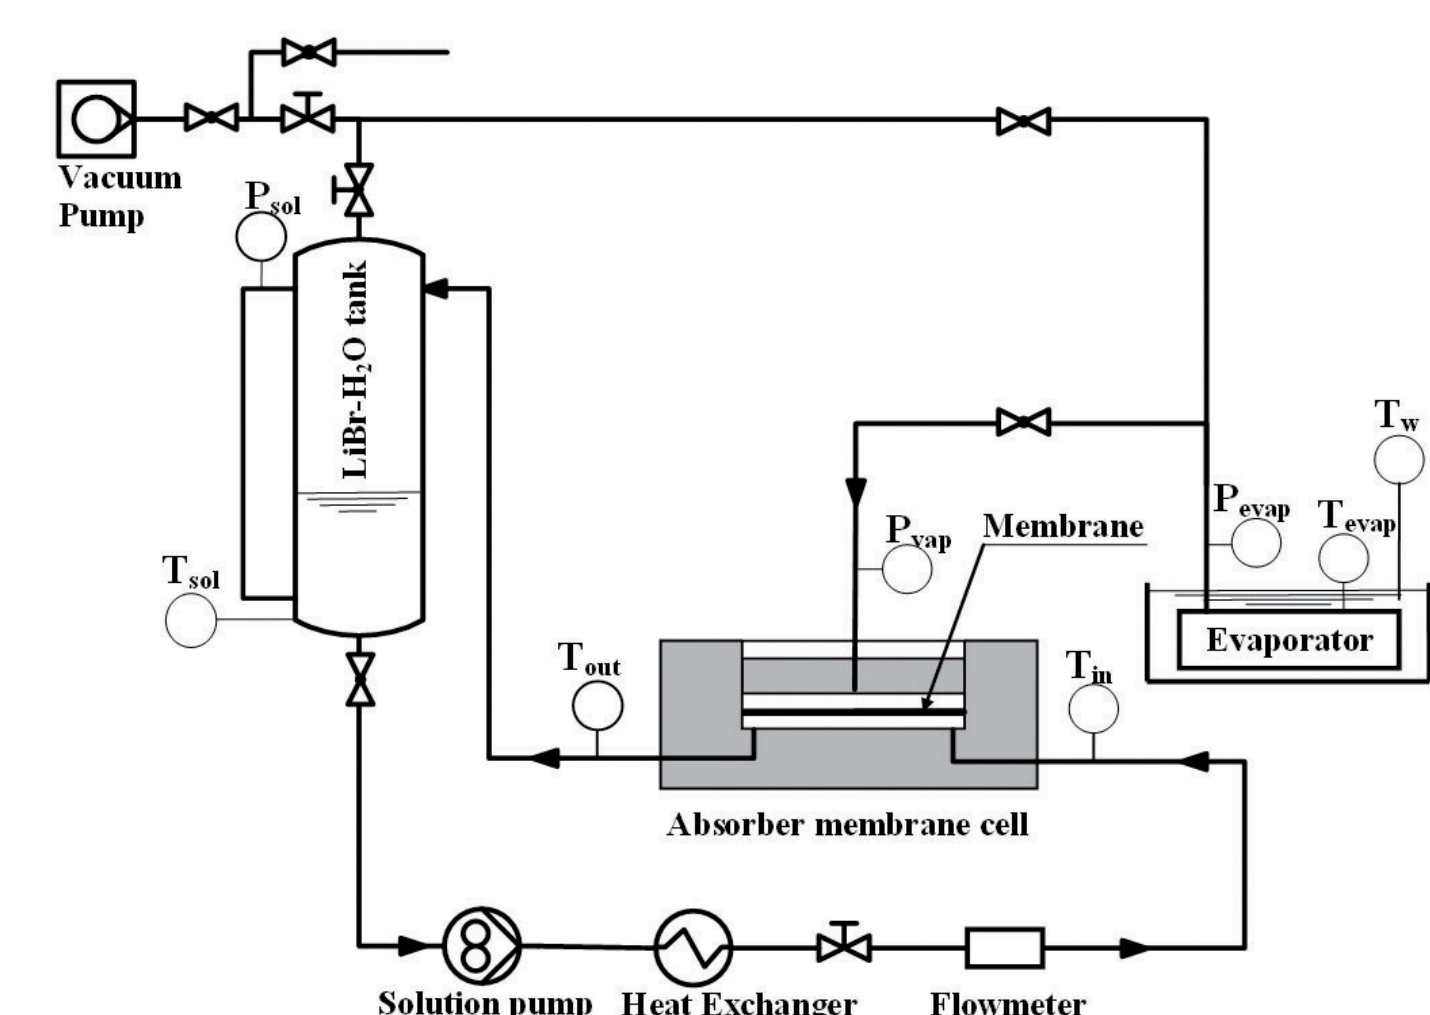 Vacuum
Pump
Psol
LiBr-H₂O tank
Tsol
Tw
Pevap
Tevap
Pvap
Membrane
Evaporator
Tout
Tin
Absorber membrane cell
Solution pump
Heat Exchanger
Flowmeter